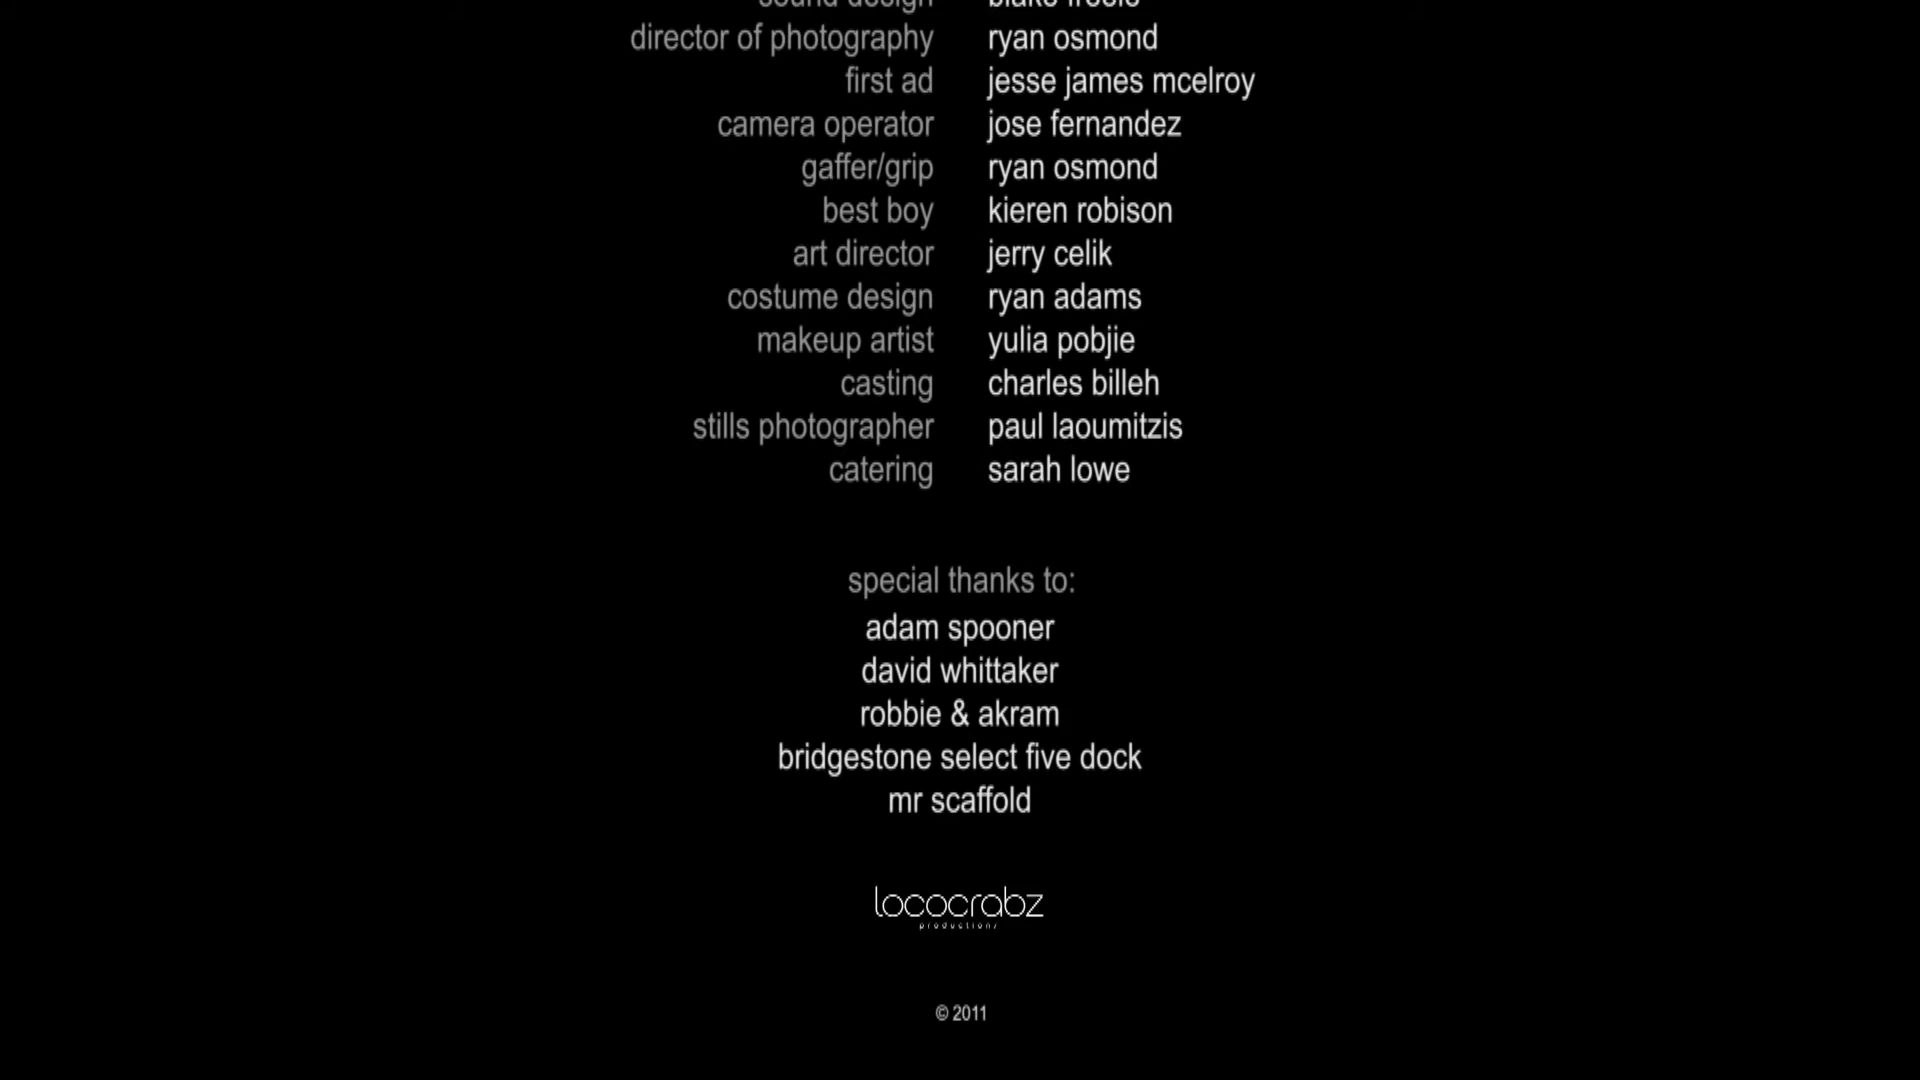 sound design
director of photography ryan osmond
first ad jesse james mcelroy
camera operator jose fernandez
gaffer/grip ryan osmond
best boy kieren robison
art director jerry celik
costume design ryan adams
makeup artist yulia pobjie
casting charles billeh
stills photographer paul laoumitzis
catering sarah lowe
special thanks to:
adam spooner
david whittaker
robbie & akram
bridgestone select five dock
mr scaffold
lococrabz
productions
© 2011